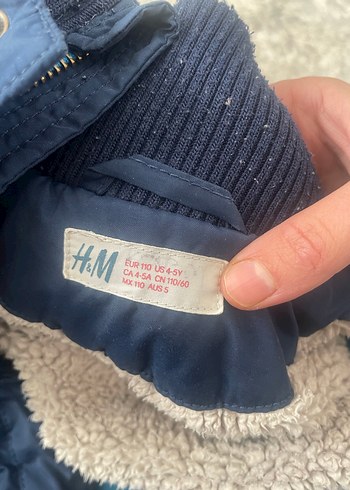 H&M
EUR 110 US 4-5Y
CA 4-5A CN 110/60
MX 110 AUS 5